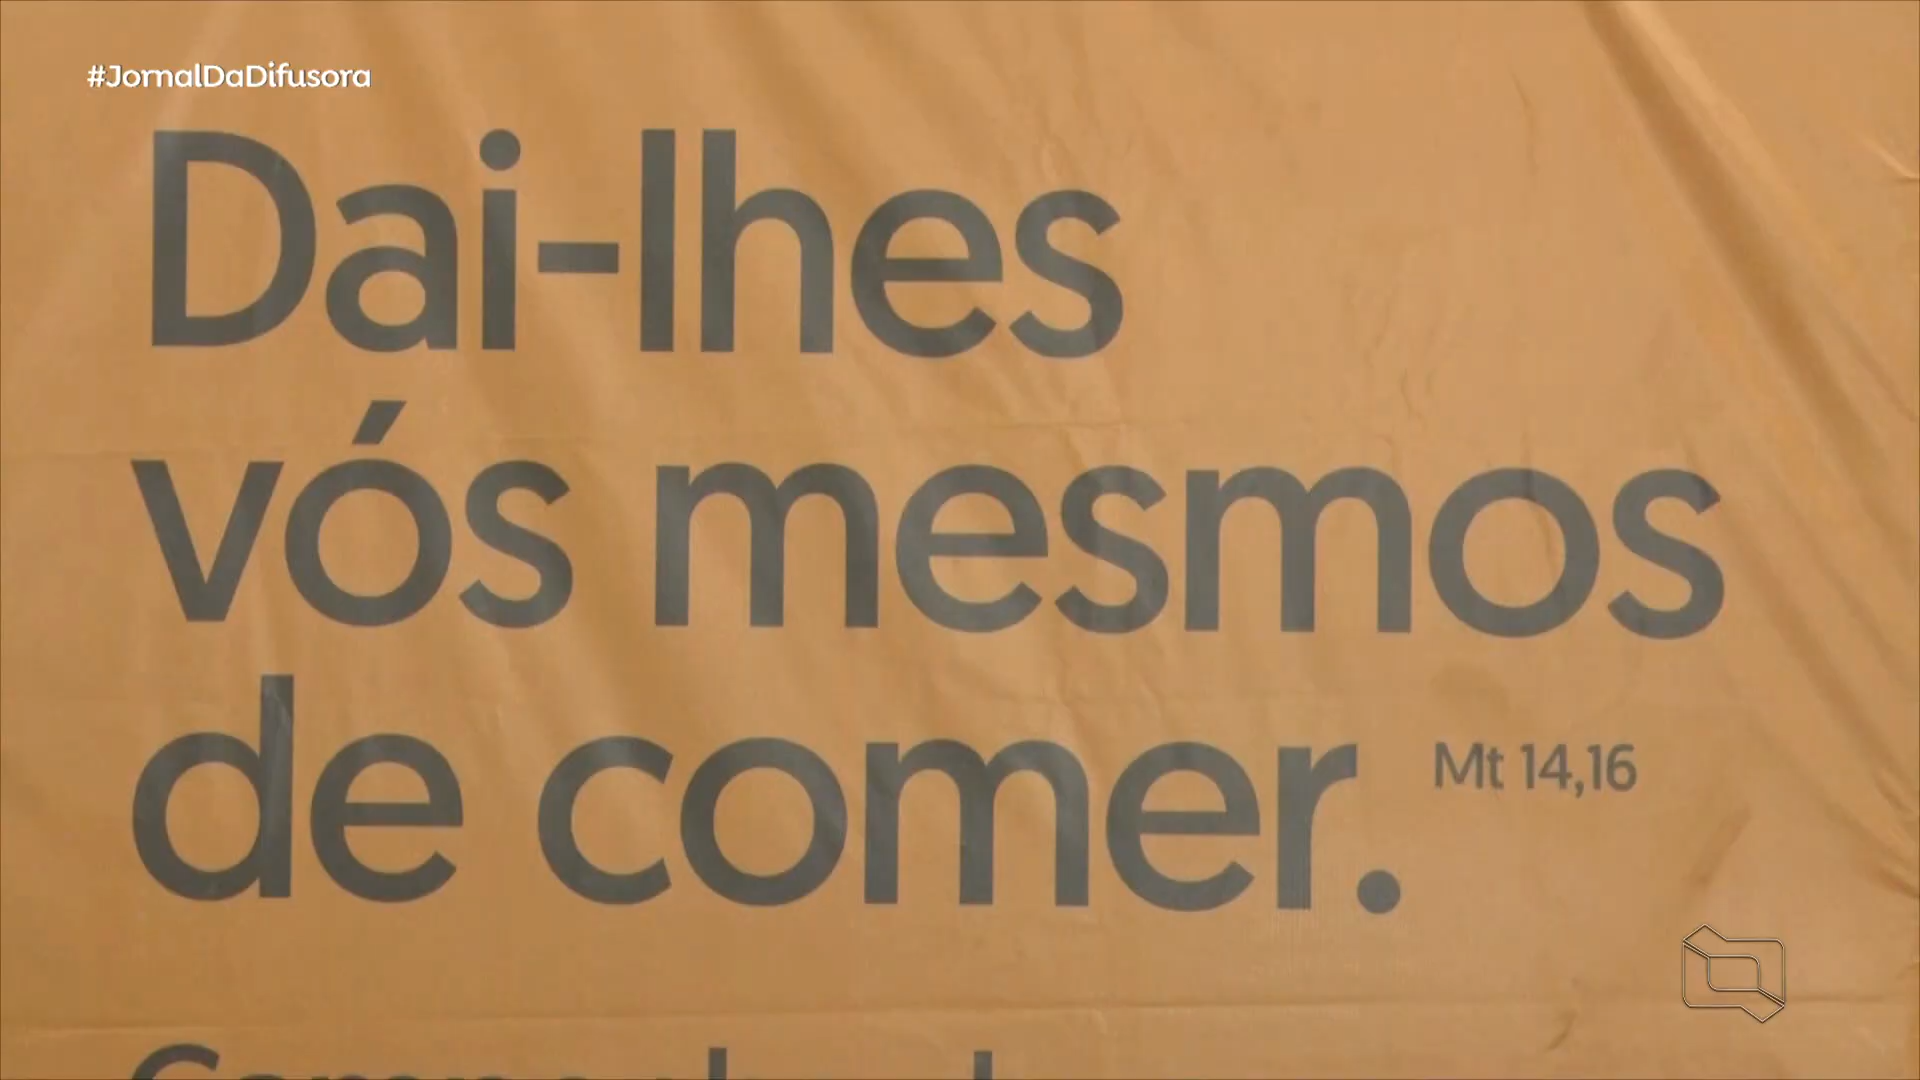 #JornalDaDifusora
Dai-lhes
vós mesmos
de comer. Mt 14,16